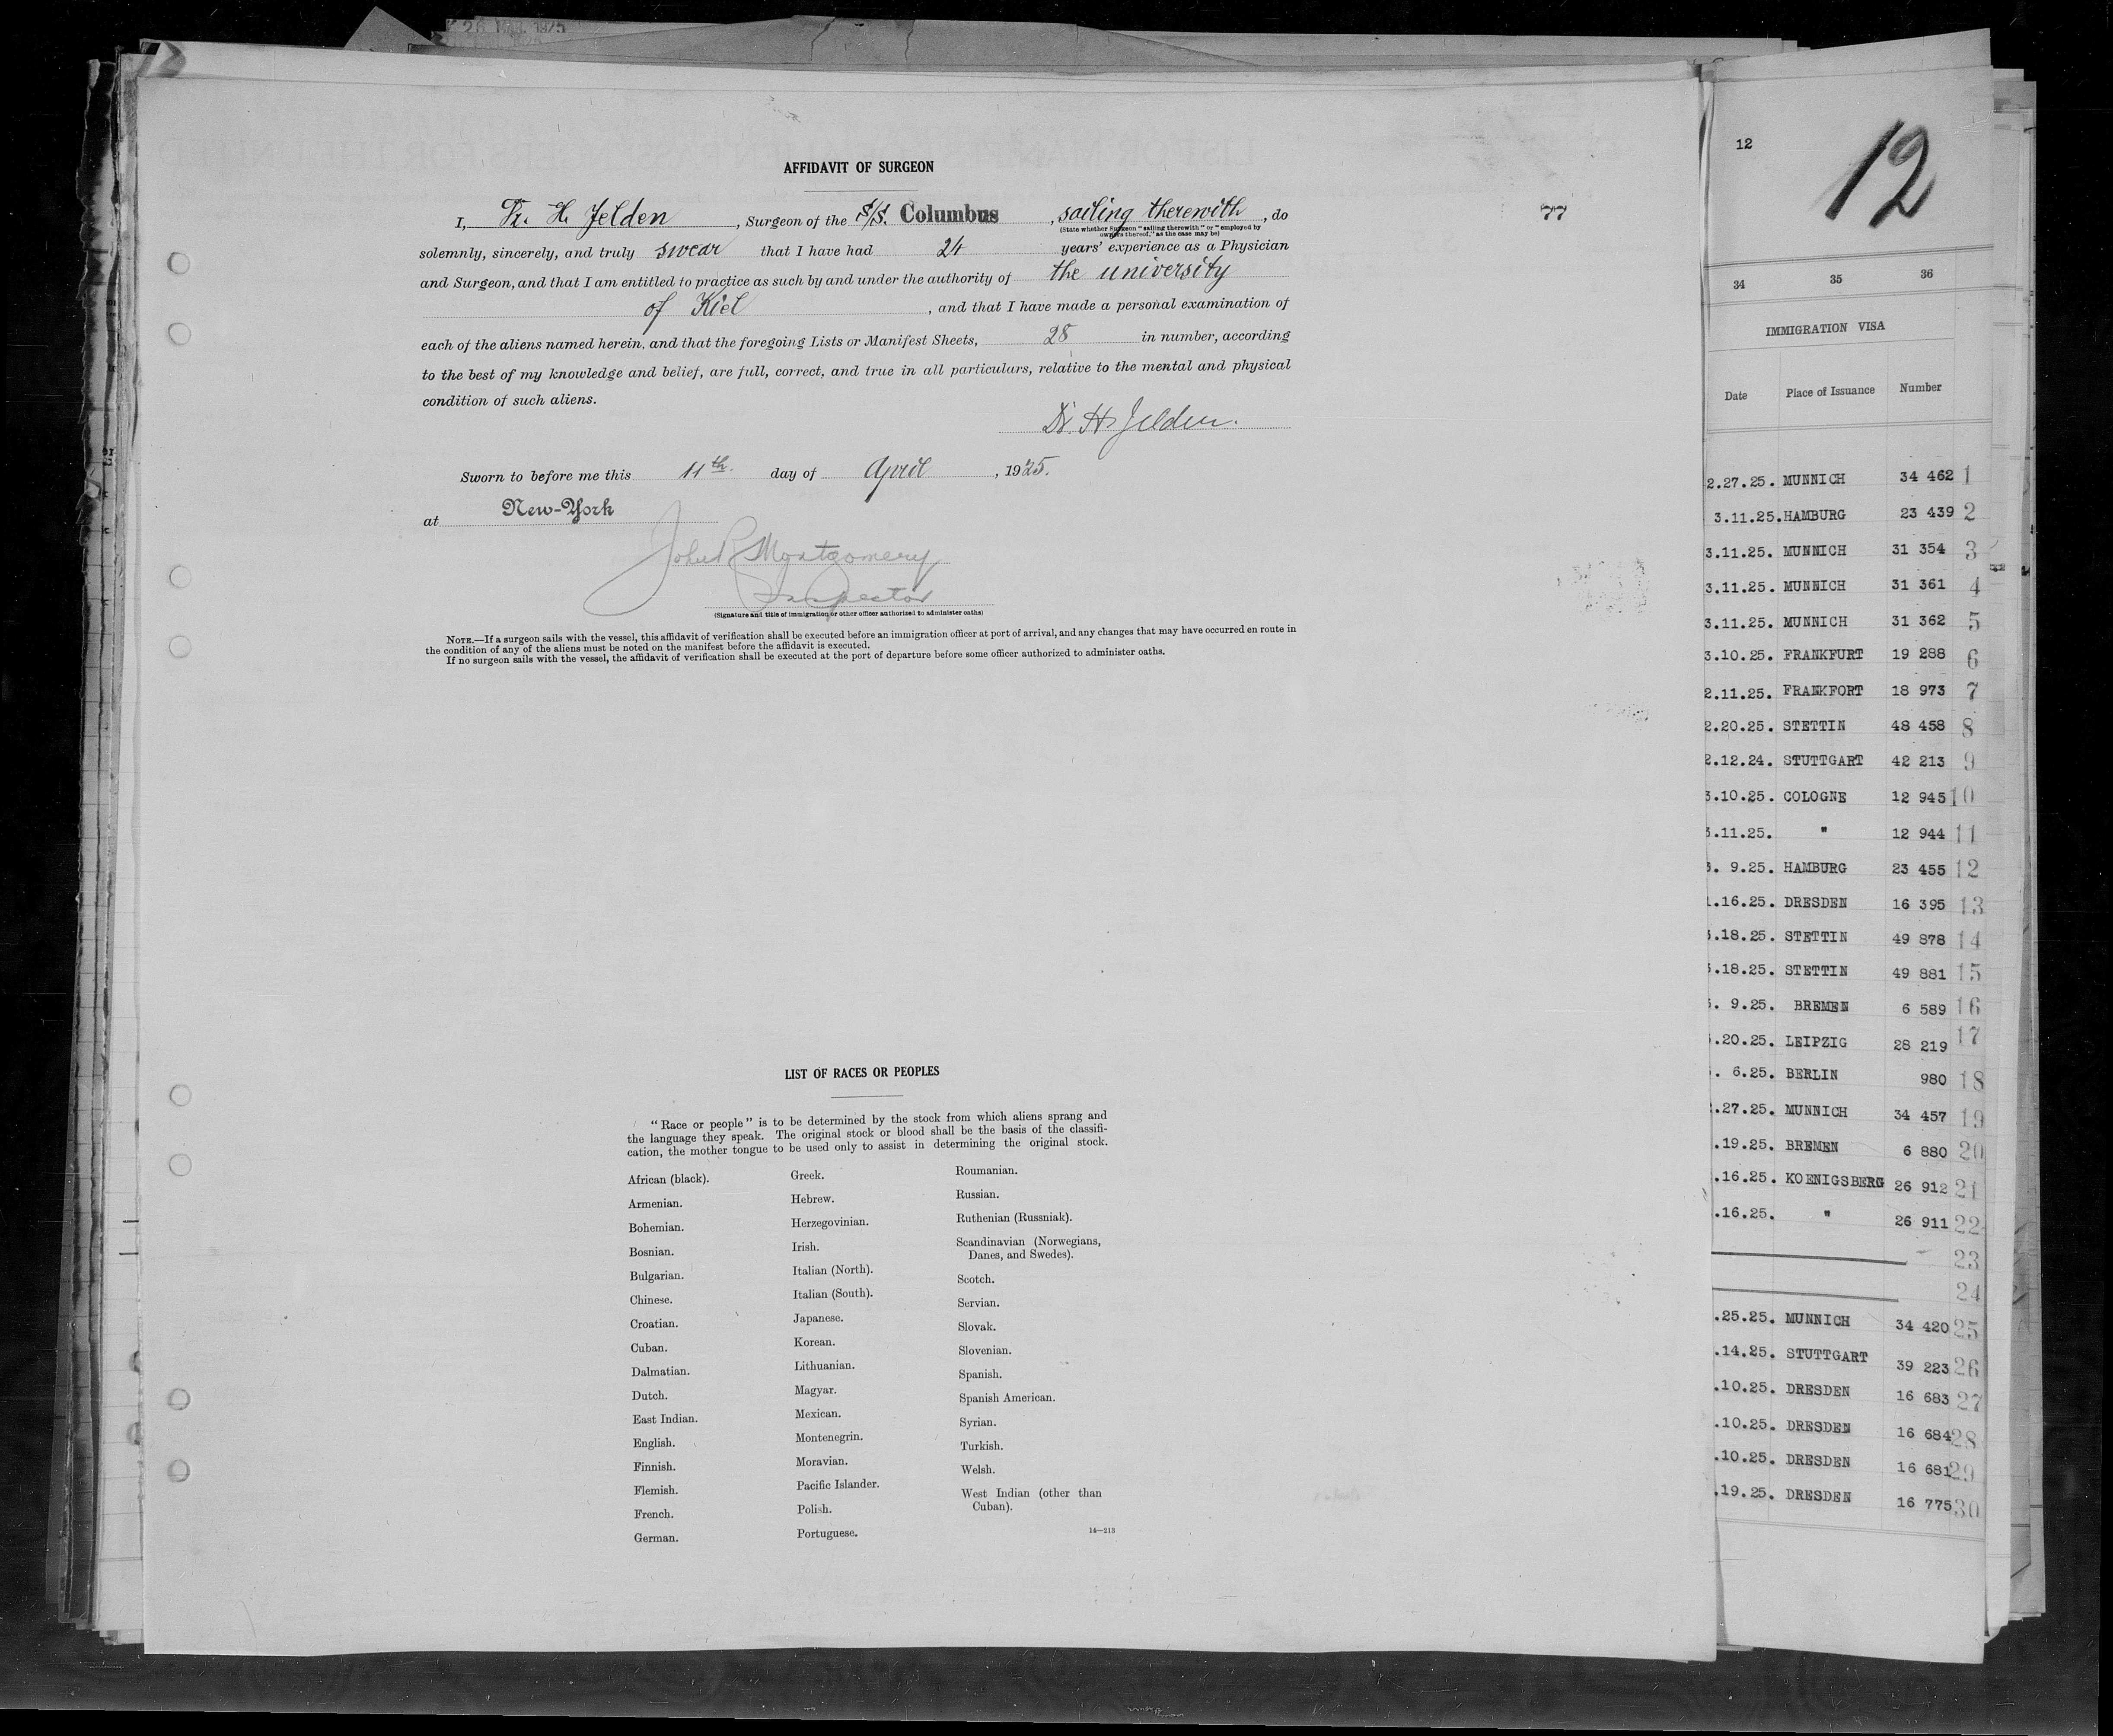 AFFIDAVIT OF SURGEON
I, Dr. H. Jelden, Surgeon of the S/S. Columbus, sailing therewith, do
(State whether Surgeon "sailing therewith" or "employed by
owners thereof," as the case may be)
solemnly, sincerely, and truly swear that I have had 24 years' experience as a Physician
and Surgeon, and that I am entitled to practice as such by and under the authority of the university
of Kiel, and that I have made a personal examination of
each of the aliens named herein, and that the foregoing Lists or Manifest Sheets, 28 in number, according
to the best of my knowledge and belief, are full, correct, and true in all particulars, relative to the mental and physical
condition of such aliens.
Dr. H. Jelden.
Sworn to before me this 11th. day of April, 1925.
at New-York
John R Montgomery
Inspector
(Signature and title of immigration or other officer authorized to administer oaths)
NOTE.—If a surgeon sails with the vessel, this affidavit of verification shall be executed before an immigration officer at port of arrival, and any changes that may have occurred en route in
the condition of any of the aliens must be noted on the manifest before the affidavit is executed.
If no surgeon sails with the vessel, the affidavit of verification shall be executed at the port of departure before some officer authorized to administer oaths.
77
LIST OF RACES OR PEOPLES
"Race or people" is to be determined by the stock from which aliens sprang and
the language they speak. The original stock or blood shall be the basis of the classifi-
cation, the mother tongue to be used only to assist in determining the original stock.
African (black).
Armenian.
Bohemian.
Bosnian.
Bulgarian.
Chinese.
Croatian.
Cuban.
Dalmatian.
Dutch.
East Indian.
English.
Finnish.
Flemish.
French.
German.
Greek.
Hebrew.
Herzegovinian.
Irish.
Italian (North).
Italian (South).
Japanese.
Korean.
Lithuanian.
Magyar.
Mexican.
Montenegrin.
Moravian.
Pacific Islander.
Polish.
Portuguese.
Roumanian.
Russian.
Ruthenian (Russniak).
Scandinavian (Norwegians,
Danes, and Swedes).
Scotch.
Servian.
Slovak.
Slovenian.
Spanish.
Spanish American.
Syrian.
Turkish.
Welsh.
West Indian (other than
Cuban).
14—213
12
12
34 35 36
IMMIGRATION VISA
Date Place of Issuance Number
2.27.25. MUNNICH 34 462 1
3.11.25. HAMBURG 23 439 2
3.11.25. MUNNICH 31 354 3
3.11.25. MUNNICH 31 361 4
3.11.25. MUNNICH 31 362 5
3.10.25. FRANKFURT 19 288 6
2.11.25. FRANKFORT 18 973 7
2.20.25. STETTIN 48 458 8
2.12.24. STUTTGART 42 213 9
3.10.25. COLOGNE 12 945 10
3.11.25. " 12 944 11
. 9.25. HAMBURG 23 455 12
1.16.25. DRESDEN 16 395 13
.18.25. STETTIN 49 878 14
.18.25. STETTIN 49 881 15
. 9.25. BREMEN 6 589 16
.20.25. LEIPZIG 28 219 17
. 6.25. BERLIN 980 18
.27.25. MUNNICH 34 457 19
.19.25. BREMEN 6 880 20
.16.25. KOENIGSBERG 26 912 21
.16.25. " 26 911 22
23
24
.25.25. MUNNICH 34 420 25
.14.25. STUTTGART 39 223 26
.10.25. DRESDEN 16 683 27
.10.25. DRESDEN 16 684 28
.10.25. DRESDEN 16 681 29
.19.25. DRESDEN 16 775 30